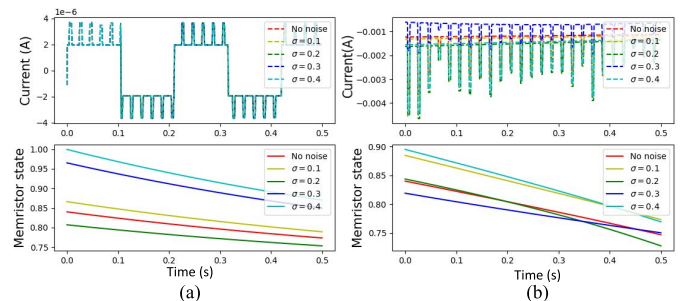 1e−6
4
2
0
−2
−4
Current (A)
0.0 0.1 0.2 0.3 0.4 0.5
No noise
σ = 0.1
σ = 0.2
σ = 0.3
σ = 0.4
1.00
0.95
0.90
0.85
0.80
0.75
Memristor state
0.0 0.1 0.2 0.3 0.4 0.5
No noise
σ = 0.1
σ = 0.2
σ = 0.3
σ = 0.4
Time (s)
(a)
−0.001
−0.002
−0.003
−0.004
Current(A)
0.0 0.1 0.2 0.3 0.4 0.5
No noise
σ = 0.1
σ = 0.2
σ = 0.3
σ = 0.4
0.90
0.85
0.80
0.75
Memristor state
0.0 0.1 0.2 0.3 0.4 0.5
No noise
σ = 0.1
σ = 0.2
σ = 0.3
σ = 0.4
Time (s)
(b)